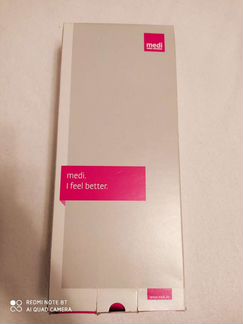 medi
medi.
I feel better.
REDMI NOTE 8T
AI QUAD CAMERA